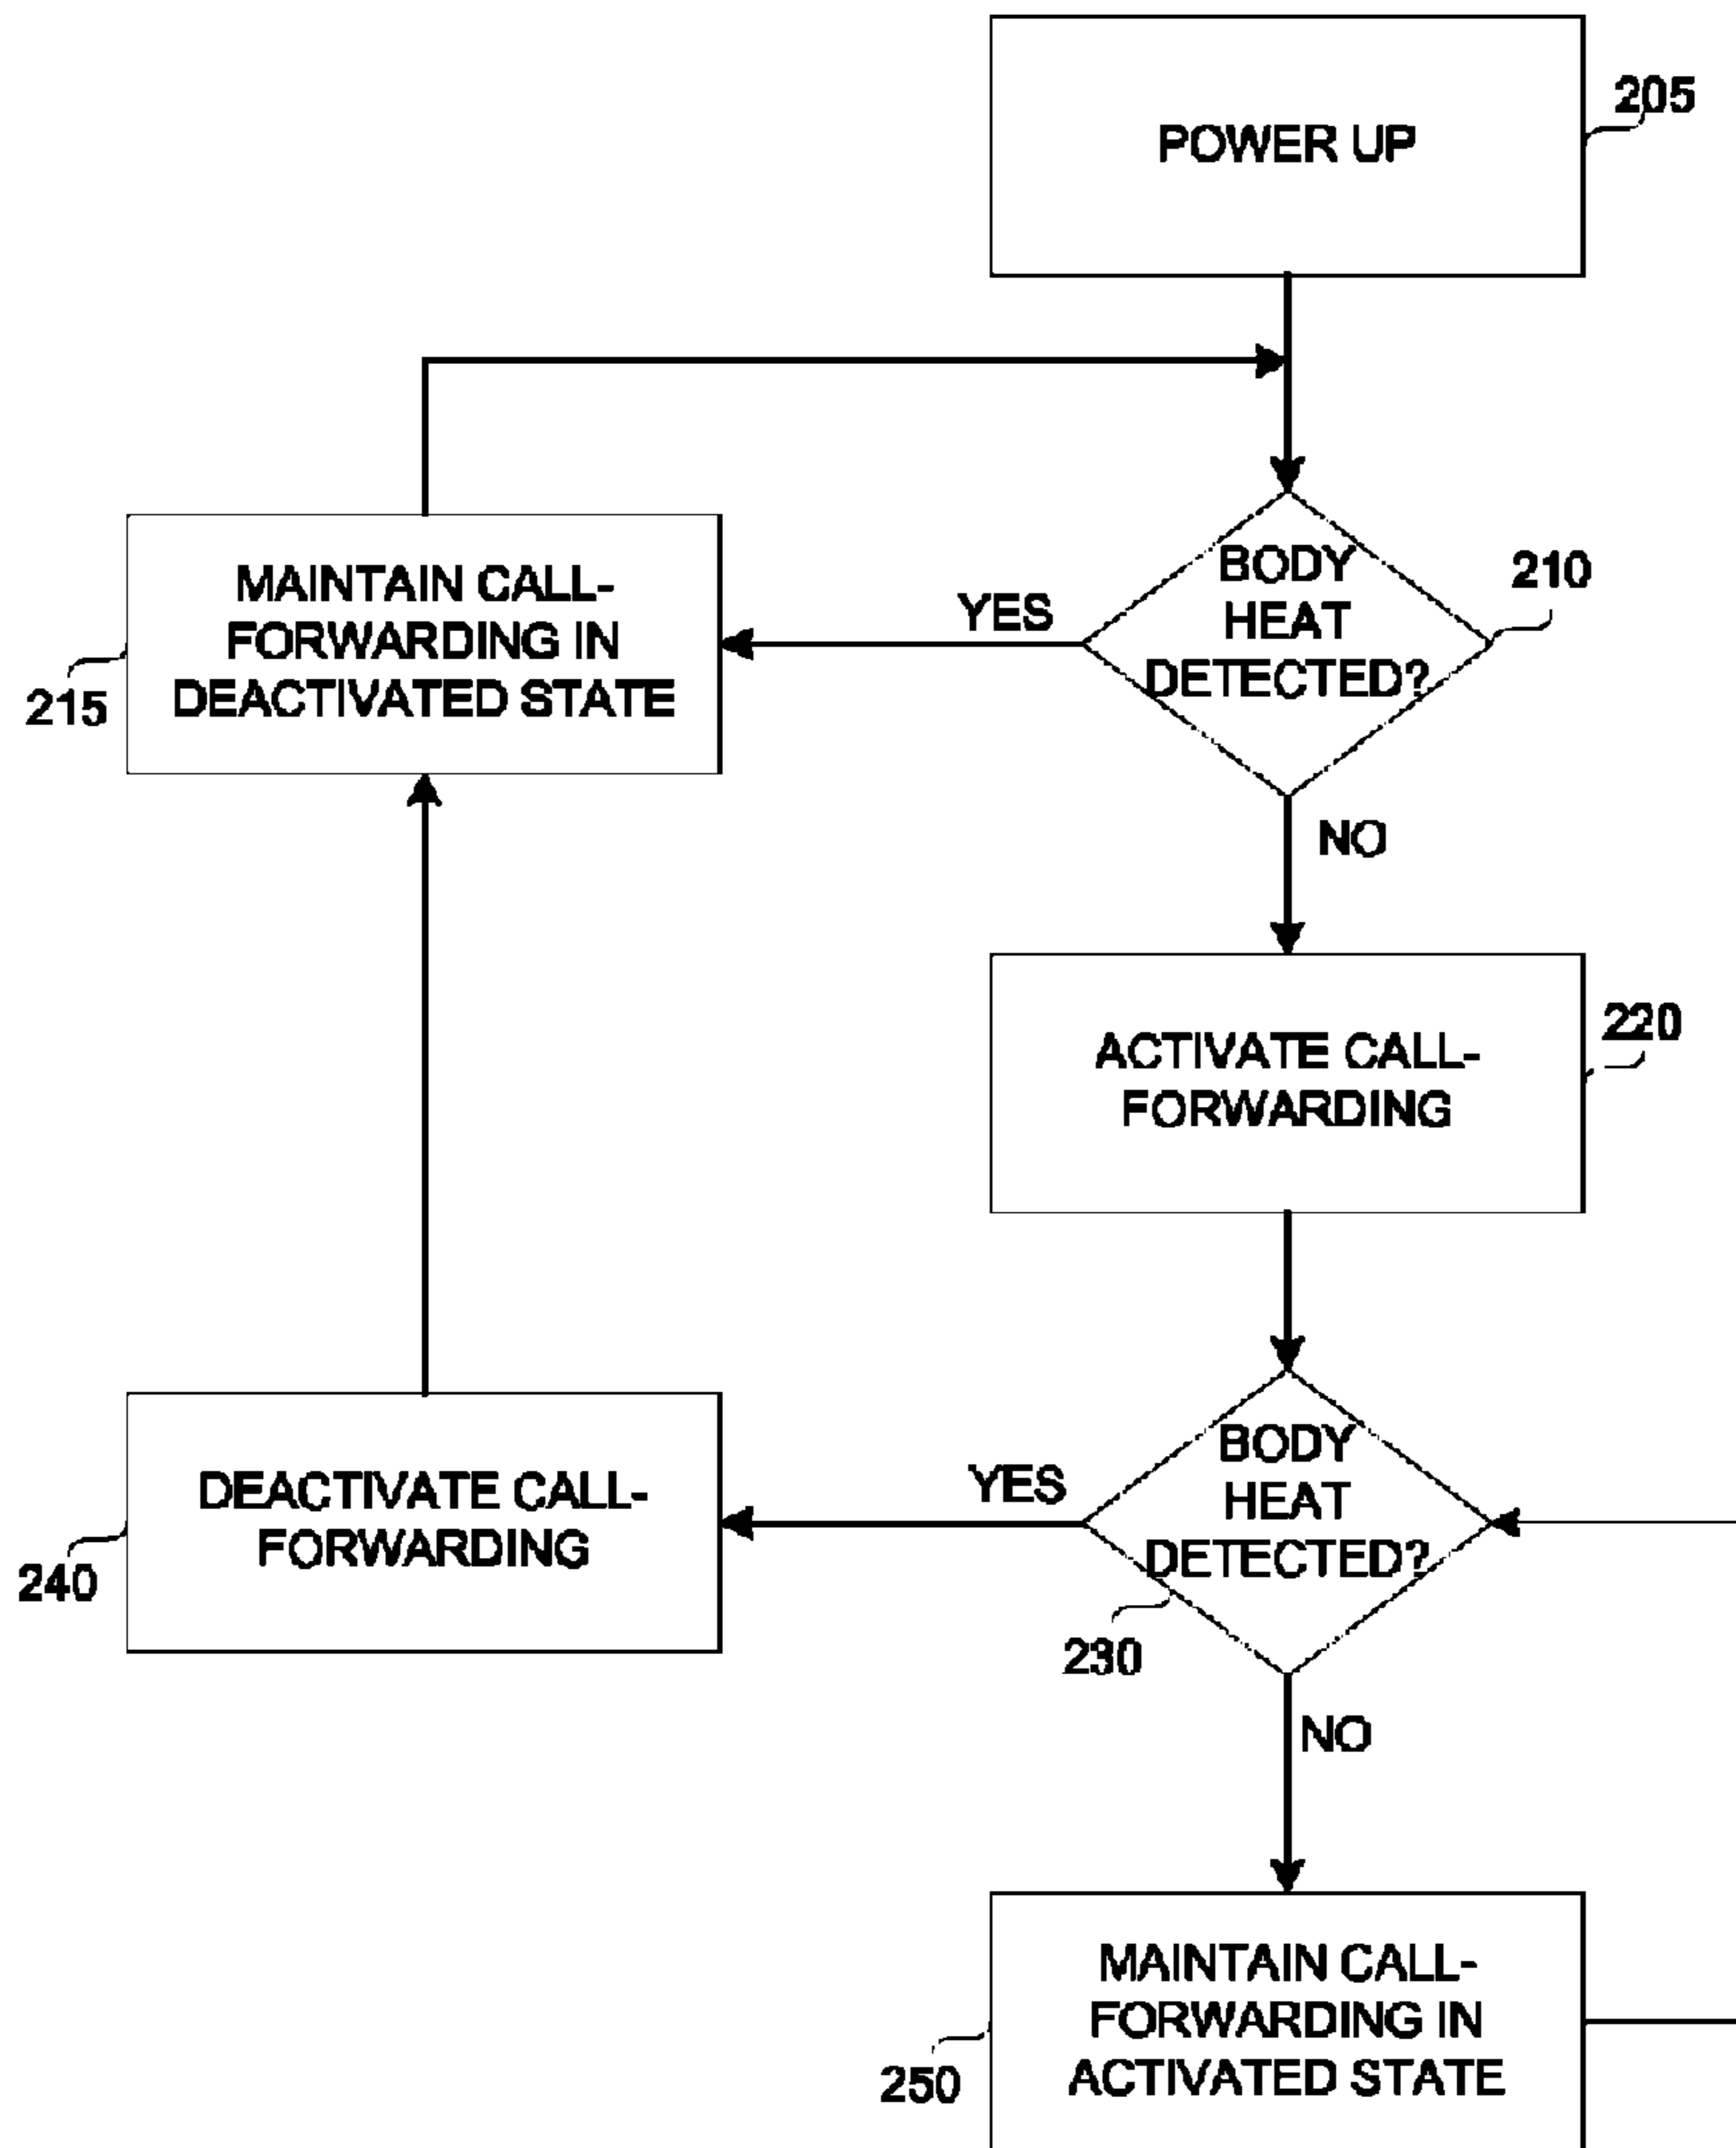 POWER UP
205
MAINTAIN CALL-
FORWARDING IN
DEACTIVATED STATE
215
YES
BODY
HEAT
DETECTED?
210
NO
ACTIVATE CALL-
FORWARDING
220
DEACTIVATE CALL-
FORWARDING
240
YES
BODY
HEAT
DETECTED?
230
NO
MAINTAIN CALL-
FORWARDING IN
ACTIVATED STATE
250